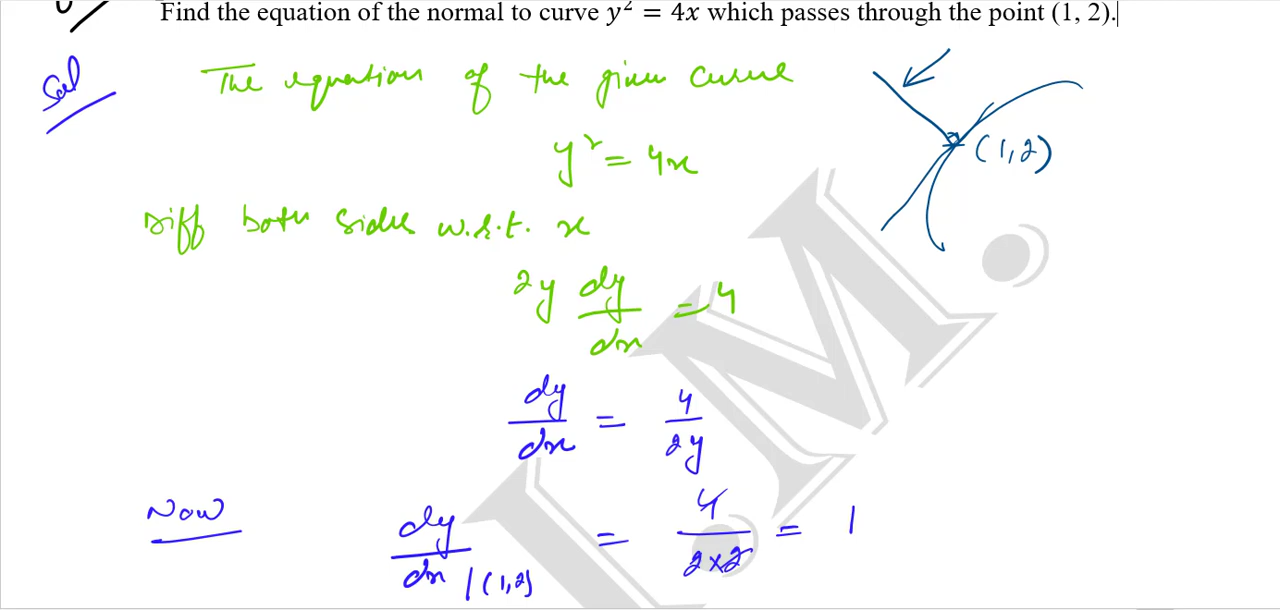 Find the equation of the normal to curve y² = 4x which passes through the point (1, 2).
Sol
The equation of the given curve
y² = 4x
(1,2)
Diff both sides w.r.t. x
2y dy/dx = 4
dy/dx = 4/2y
Now dy/dx |(1,2) = 4/2×2 = 1
I.M.